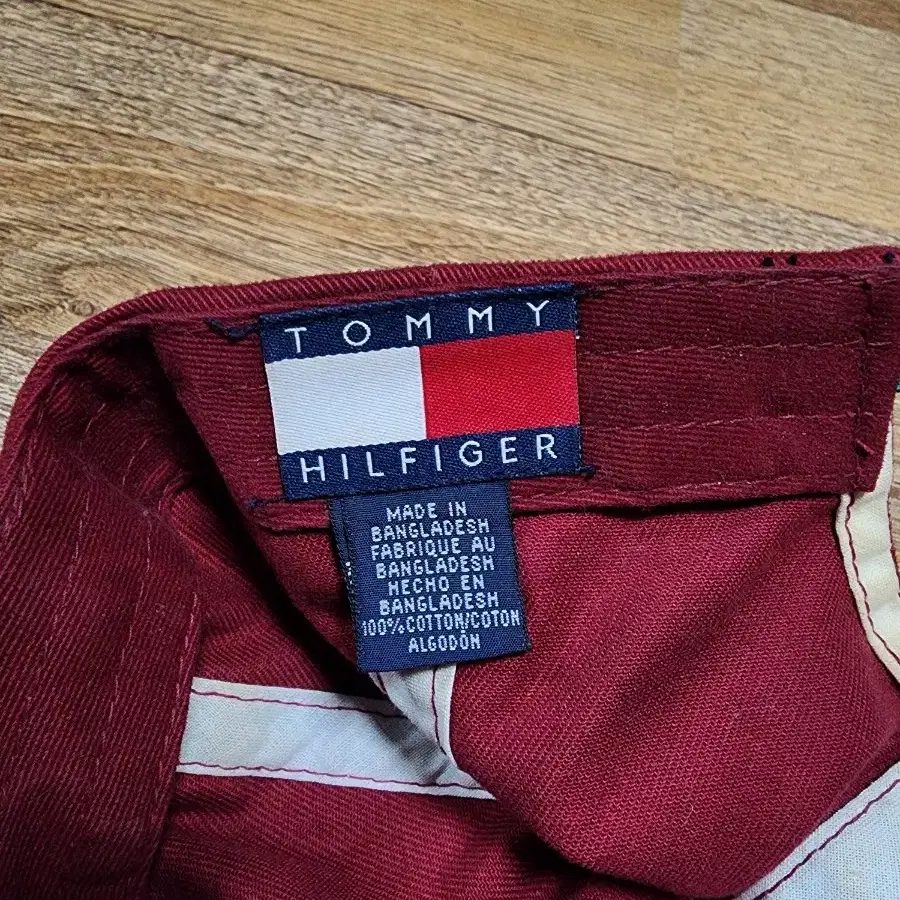 TOMMY
HILFIGER
MADE IN
BANGLADESH
FABRIQUE AU
BANGLADESH
HECHO EN
BANGLADESH
100% COTTON/COTON
ALGODÓN